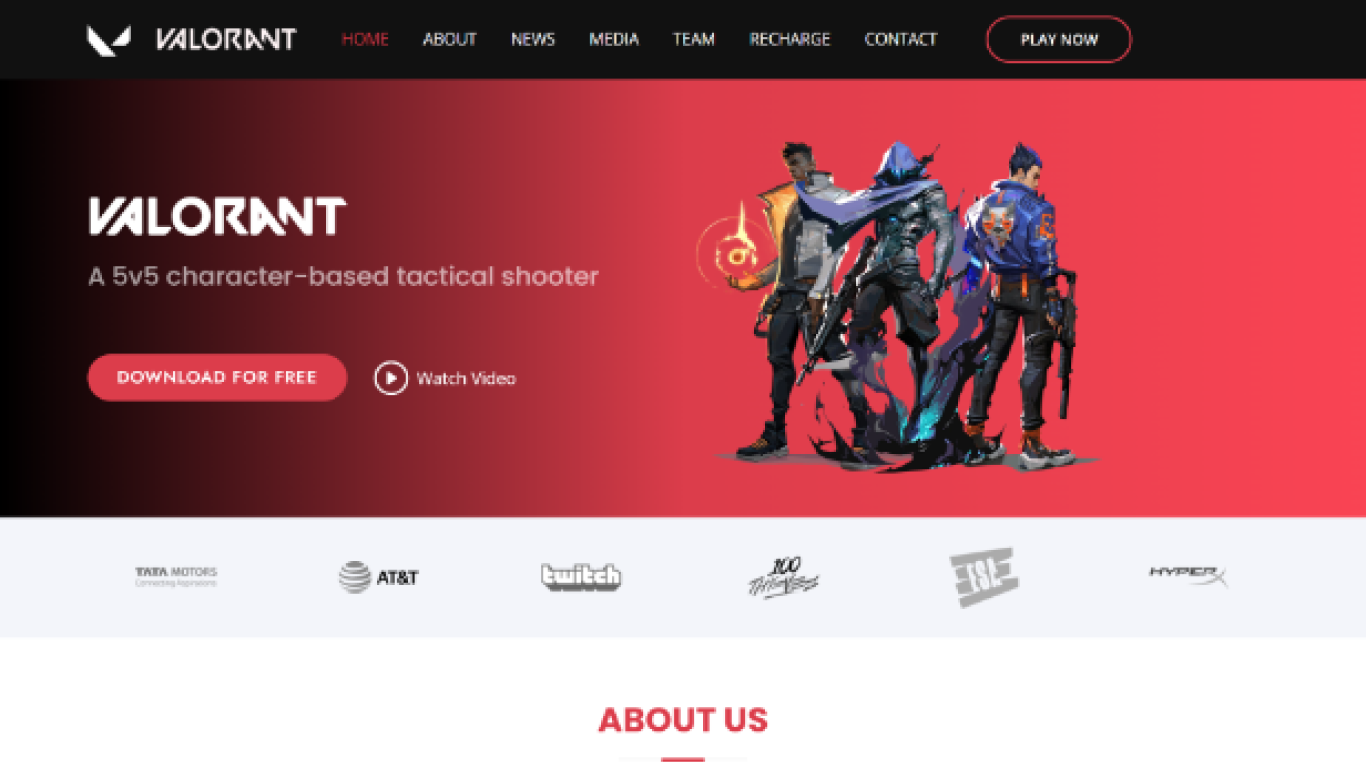 VALORANT HOME ABOUT NEWS MEDIA TEAM RECHARGE CONTACT PLAY NOW
VALORANT
A 5v5 character-based tactical shooter
DOWNLOAD FOR FREE Watch Video
TATA MOTORS
Connecting Aspirations
AT&T
twitch
100
THIEVES
ESA
HYPERX
ABOUT US